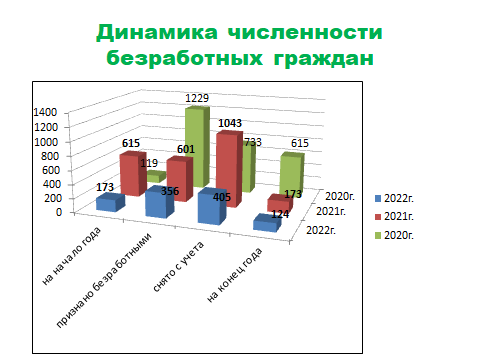 Динамика численности
безработных граждан
1400
1200
1000
800
600
400
200
0
1229
1043
733
615
615
601
119
173
173
356
405
124
на начало года
признано безработными
снято с учета
на конец года
2020г.
2021г.
2022г.
2022г.
2021г.
2020г.